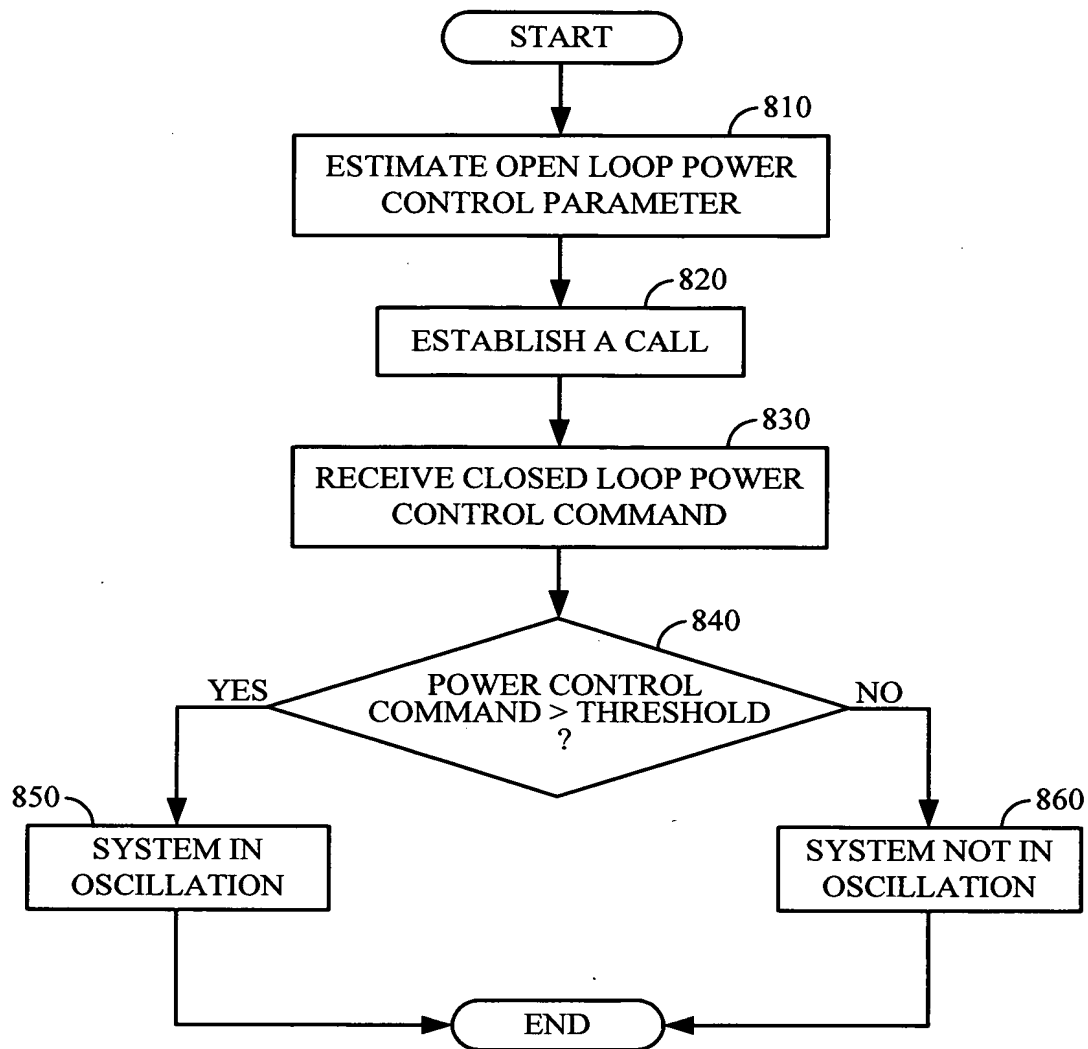 START
810
ESTIMATE OPEN LOOP POWER
CONTROL PARAMETER
820
ESTABLISH A CALL
830
RECEIVE CLOSED LOOP POWER
CONTROL COMMAND
840
YES
POWER CONTROL
COMMAND > THRESHOLD
?
NO
850
SYSTEM IN
OSCILLATION
860
SYSTEM NOT IN
OSCILLATION
END